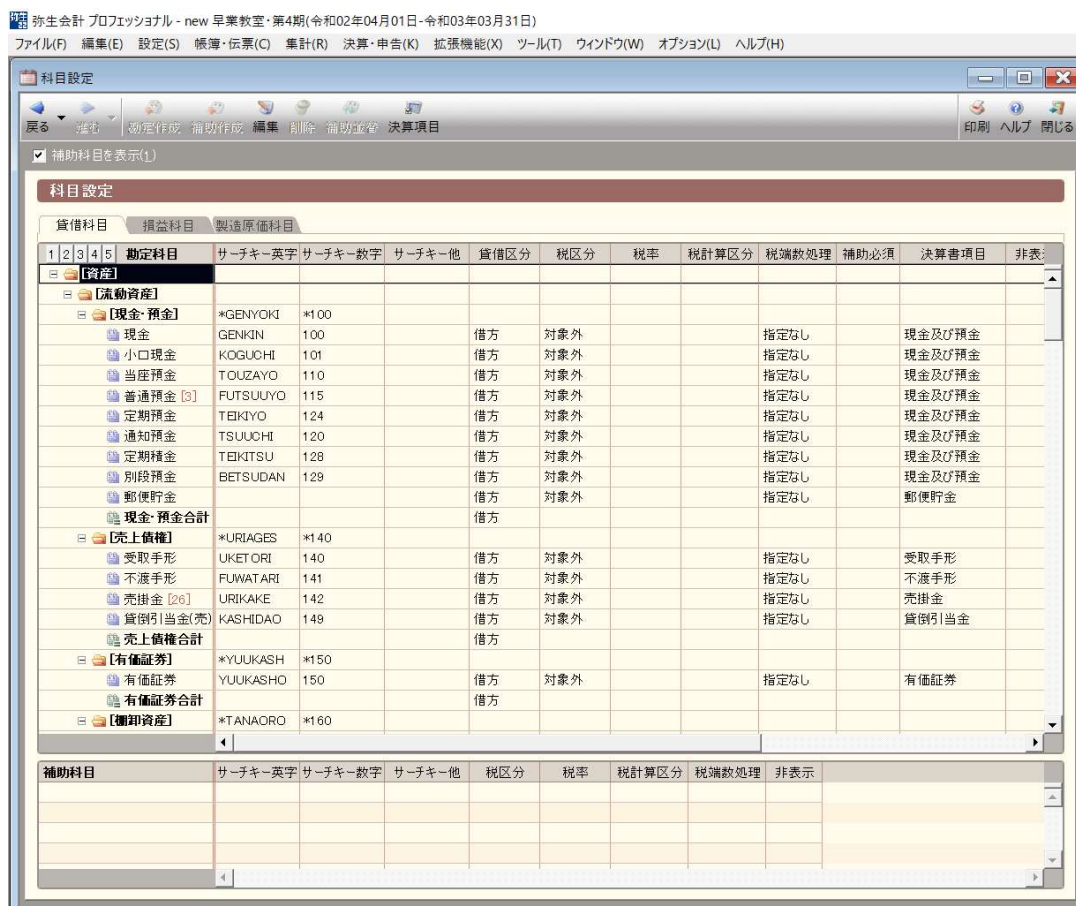 弥生会計 プロフェッショナル - new 早業教室・第4期(令和02年04月01日-令和03年03月31日)
ファイル(F) 編集(E) 設定(S) 帳簿・伝票(C) 集計(R) 決算・申告(K) 拡張機能(X) ツール(T) ウィンドウ(W) オプション(L) ヘルプ(H)
科目設定
戻る 進む 勘定作成 補助作成 編集 削除 補助並替 決算項目 印刷 ヘルプ 閉じる
補助科目を表示(1)
科目設定
貸借科目 損益科目 製造原価科目
1 2 3 4 5 勘定科目 サーチキー英字 サーチキー数字 サーチキー他 貸借区分 税区分 税率 税計算区分 税端数処理 補助必須 決算書項目 非表
[資産]
[流動資産]
[現金・預金] *GENYOKI *100
現金 GENKIN 100 借方 対象外 指定なし 現金及び預金
小口現金 KOGUCHI 101 借方 対象外 指定なし 現金及び預金
当座預金 TOUZAYO 110 借方 対象外 指定なし 現金及び預金
普通預金 [3] FUTSUUYO 115 借方 対象外 指定なし 現金及び預金
定期預金 TEIKIYO 124 借方 対象外 指定なし 現金及び預金
通知預金 TSUUCHI 120 借方 対象外 指定なし 現金及び預金
定期積金 TEIKITSU 128 借方 対象外 指定なし 現金及び預金
別段預金 BETSUDAN 129 借方 対象外 指定なし 現金及び預金
郵便貯金 借方 対象外 指定なし 郵便貯金
現金・預金合計 借方
[売上債権] *URIAGES *140
受取手形 UKETORI 140 借方 対象外 指定なし 受取手形
不渡手形 FUWATARI 141 借方 対象外 指定なし 不渡手形
売掛金 [26] URIKAKE 142 借方 対象外 指定なし 売掛金
貸倒引当金(売) KASHIDAO 149 借方 対象外 指定なし 貸倒引当金
売上債権合計 借方
[有価証券] *YUUKASH *150
有価証券 YUUKASHO 150 借方 対象外 指定なし 有価証券
有価証券合計 借方
[棚卸資産] *TANAORO *160
補助科目 サーチキー英字 サーチキー数字 サーチキー他 税区分 税率 税計算区分 税端数処理 非表示